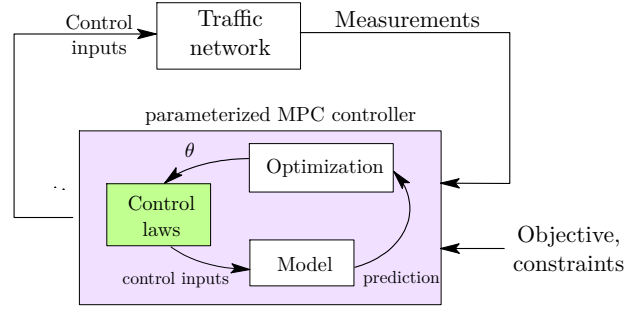 Control
inputs
Traffic
network
Measurements
parameterized MPC controller
θ
Optimization
Control
laws
control inputs
Model
prediction
Objective,
constraints